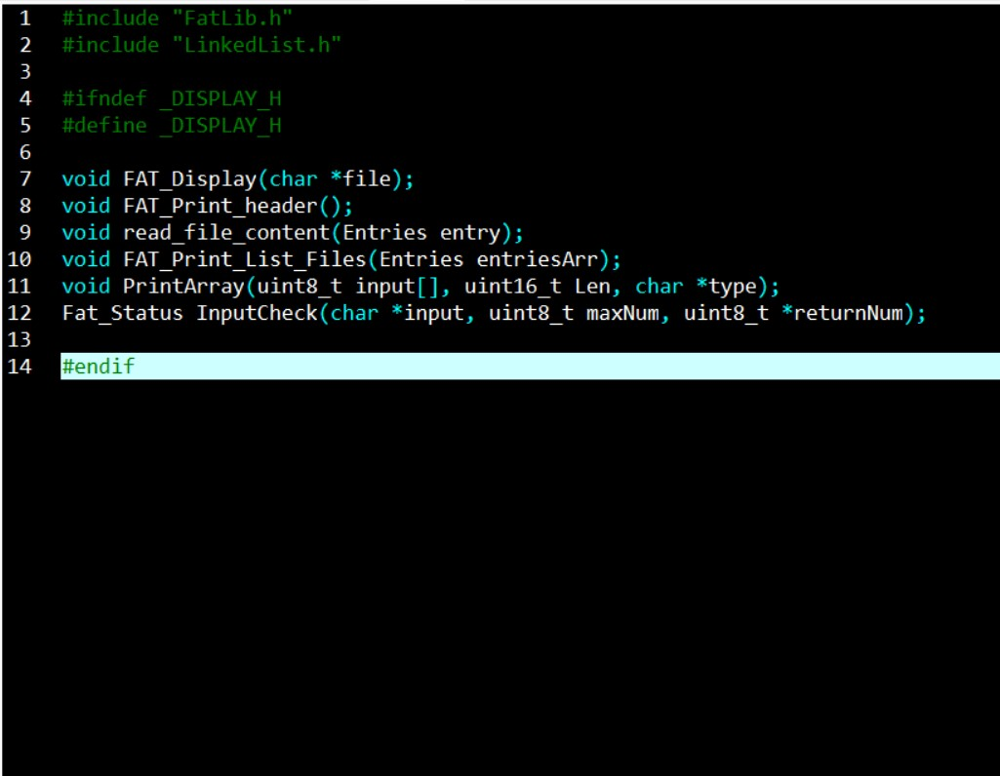 1 #include "FatLib.h"
2 #include "LinkedList.h"
3
4 #ifndef _DISPLAY_H
5 #define _DISPLAY_H
6
7 void FAT_Display(char *file);
8 void FAT_Print_header();
9 void read_file_content(Entries entry);
10 void FAT_Print_List_Files(Entries entriesArr);
11 void PrintArray(uint8_t input[], uint16_t Len, char *type);
12 Fat_Status InputCheck(char *input, uint8_t maxNum, uint8_t *returnNum);
13
14 #endif